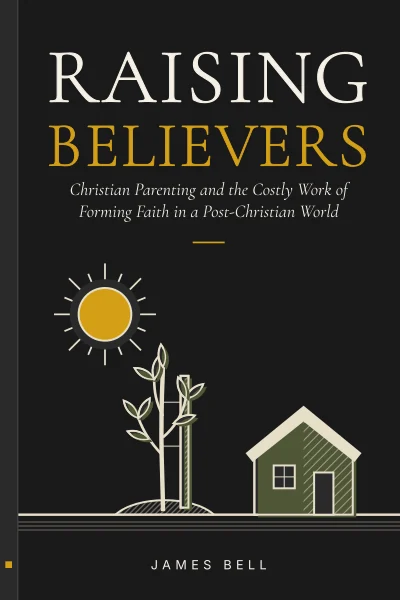 RAISING
BELIEVERS
Christian Parenting and the Costly Work of
Forming Faith in a Post-Christian World
JAMES BELL